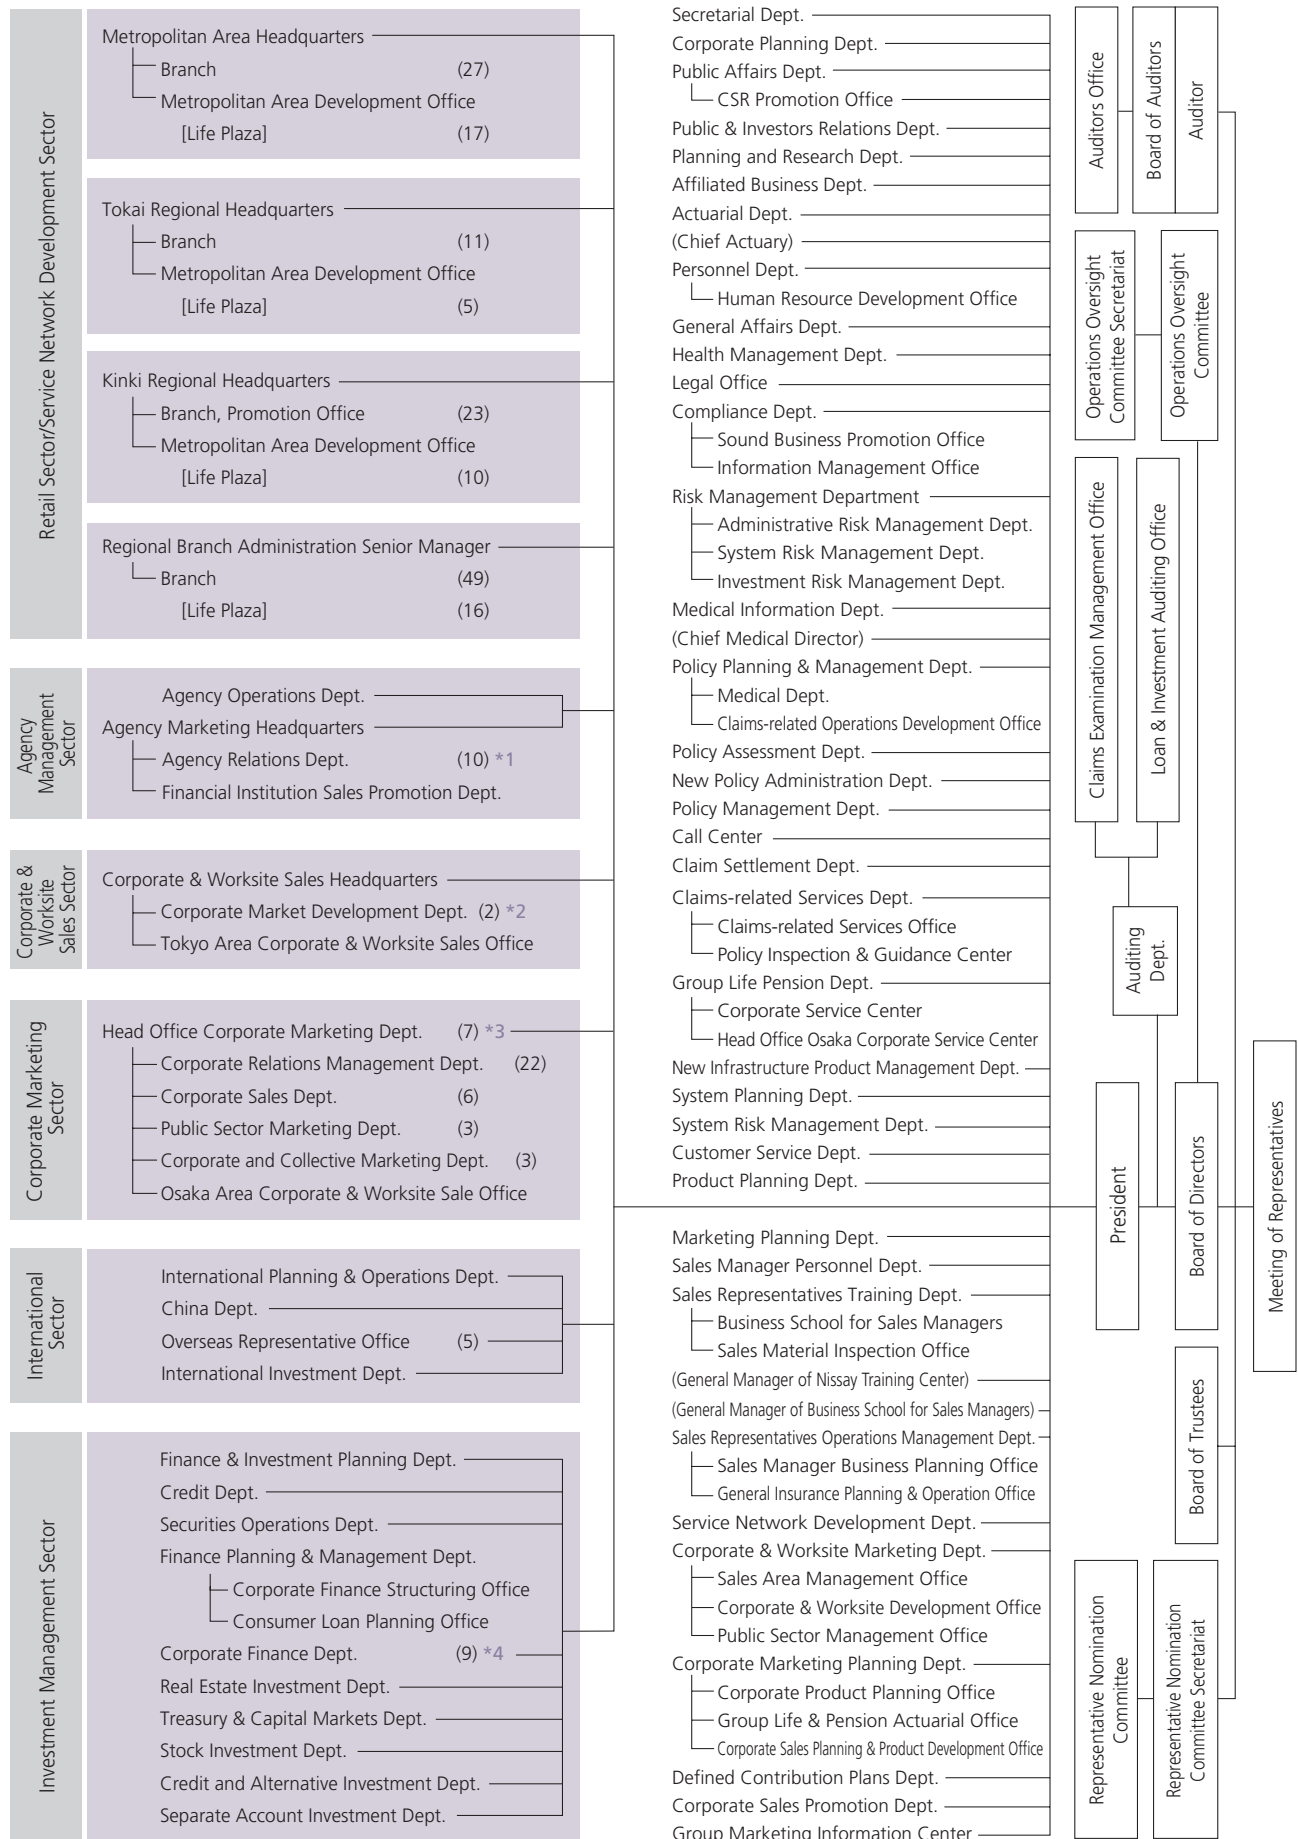 Retail Sector/Service Network Development Sector
Metropolitan Area Headquarters
Branch (27)
Metropolitan Area Development Office
[Life Plaza] (17)
Tokai Regional Headquarters
Branch (11)
Metropolitan Area Development Office
[Life Plaza] (5)
Kinki Regional Headquarters
Branch, Promotion Office (23)
Metropolitan Area Development Office
[Life Plaza] (10)
Regional Branch Administration Senior Manager
Branch (49)
[Life Plaza] (16)
Agency
Management
Sector
Agency Operations Dept.
Agency Marketing Headquarters
Agency Relations Dept. (10) *1
Financial Institution Sales Promotion Dept.
Corporate &
Worksite
Sales Sector
Corporate & Worksite Sales Headquarters
Corporate Market Development Dept. (2) *2
Tokyo Area Corporate & Worksite Sales Office
Corporate Marketing
Sector
Head Office Corporate Marketing Dept. (7) *3
Corporate Relations Management Dept. (22)
Corporate Sales Dept. (6)
Public Sector Marketing Dept. (3)
Corporate and Collective Marketing Dept. (3)
Osaka Area Corporate & Worksite Sale Office
International
Sector
International Planning & Operations Dept.
China Dept.
Overseas Representative Office (5)
International Investment Dept.
Investment Management Sector
Finance & Investment Planning Dept.
Credit Dept.
Securities Operations Dept.
Finance Planning & Management Dept.
Corporate Finance Structuring Office
Consumer Loan Planning Office
Corporate Finance Dept. (9) *4
Real Estate Investment Dept.
Treasury & Capital Markets Dept.
Stock Investment Dept.
Credit and Alternative Investment Dept.
Separate Account Investment Dept.
Secretarial Dept.
Corporate Planning Dept.
Public Affairs Dept.
CSR Promotion Office
Public & Investors Relations Dept.
Planning and Research Dept.
Affiliated Business Dept.
Actuarial Dept.
(Chief Actuary)
Personnel Dept.
Human Resource Development Office
General Affairs Dept.
Health Management Dept.
Legal Office
Compliance Dept.
Sound Business Promotion Office
Information Management Office
Risk Management Department
Administrative Risk Management Dept.
System Risk Management Dept.
Investment Risk Management Dept.
Medical Information Dept.
(Chief Medical Director)
Policy Planning & Management Dept.
Medical Dept.
Claims-related Operations Development Office
Policy Assessment Dept.
New Policy Administration Dept.
Policy Management Dept.
Call Center
Claim Settlement Dept.
Claims-related Services Dept.
Claims-related Services Office
Policy Inspection & Guidance Center
Group Life Pension Dept.
Corporate Service Center
Head Office Osaka Corporate Service Center
New Infrastructure Product Management Dept.
System Planning Dept.
System Risk Management Dept.
Customer Service Dept.
Product Planning Dept.
Marketing Planning Dept.
Sales Manager Personnel Dept.
Sales Representatives Training Dept.
Business School for Sales Managers
Sales Material Inspection Office
(General Manager of Nissay Training Center)
(General Manager of Business School for Sales Managers)
Sales Representatives Operations Management Dept.
Sales Manager Business Planning Office
General Insurance Planning & Operation Office
Service Network Development Dept.
Corporate & Worksite Marketing Dept.
Sales Area Management Office
Corporate & Worksite Development Office
Public Sector Management Office
Corporate Marketing Planning Dept.
Corporate Product Planning Office
Group Life & Pension Actuarial Office
Corporate Sales Planning & Product Development Office
Defined Contribution Plans Dept.
Corporate Sales Promotion Dept.
Group Marketing Information Center
Auditors Office
Board of Auditors
Auditor
Operations Oversight
Committee Secretariat
Operations Oversight
Committee
Claims Examination Management Office
Loan & Investment Auditing Office
Auditing
Dept.
President
Board of Directors
Meeting of Representatives
Board of Trustees
Representative Nomination
Committee
Representative Nomination
Committee Secretariat